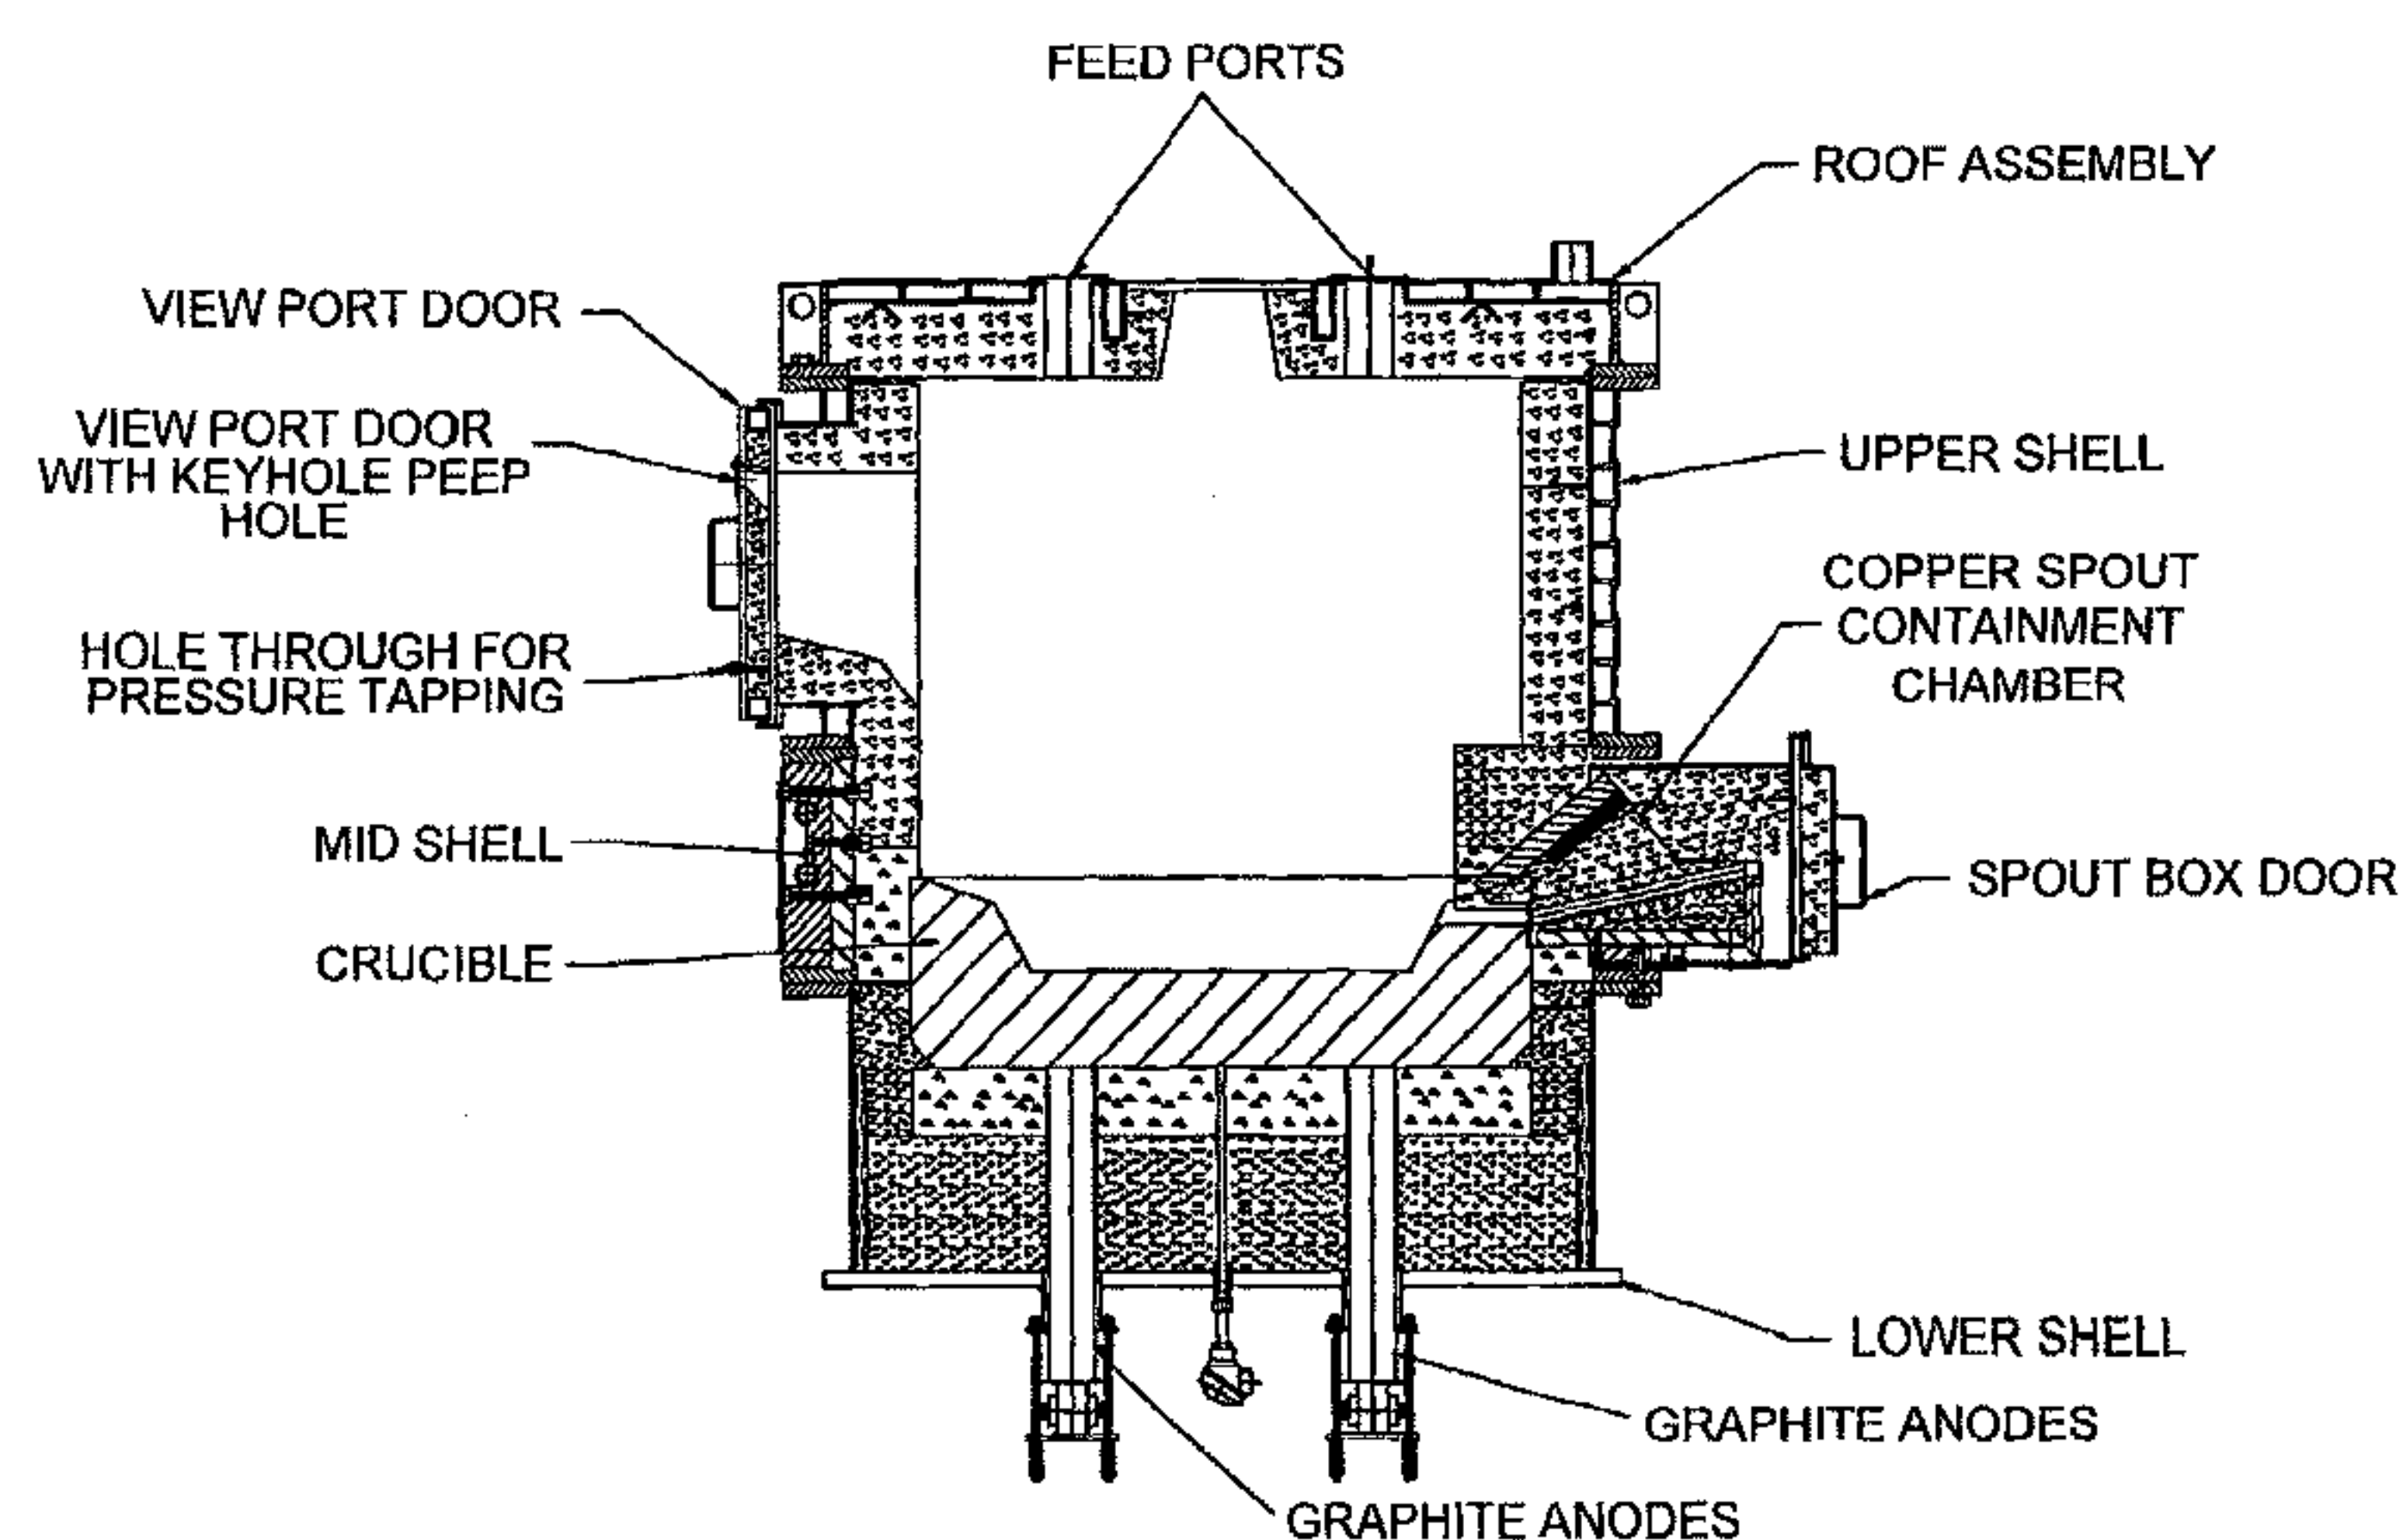 FEED PORTS
ROOF ASSEMBLY
VIEW PORT DOOR
VIEW PORT DOOR
WITH KEYHOLE PEEP
HOLE
UPPER SHELL
COPPER SPOUT
CONTAINMENT
CHAMBER
HOLE THROUGH FOR
PRESSURE TAPPING
MID SHELL
SPOUT BOX DOOR
CRUCIBLE
LOWER SHELL
GRAPHITE ANODES
GRAPHITE ANODES